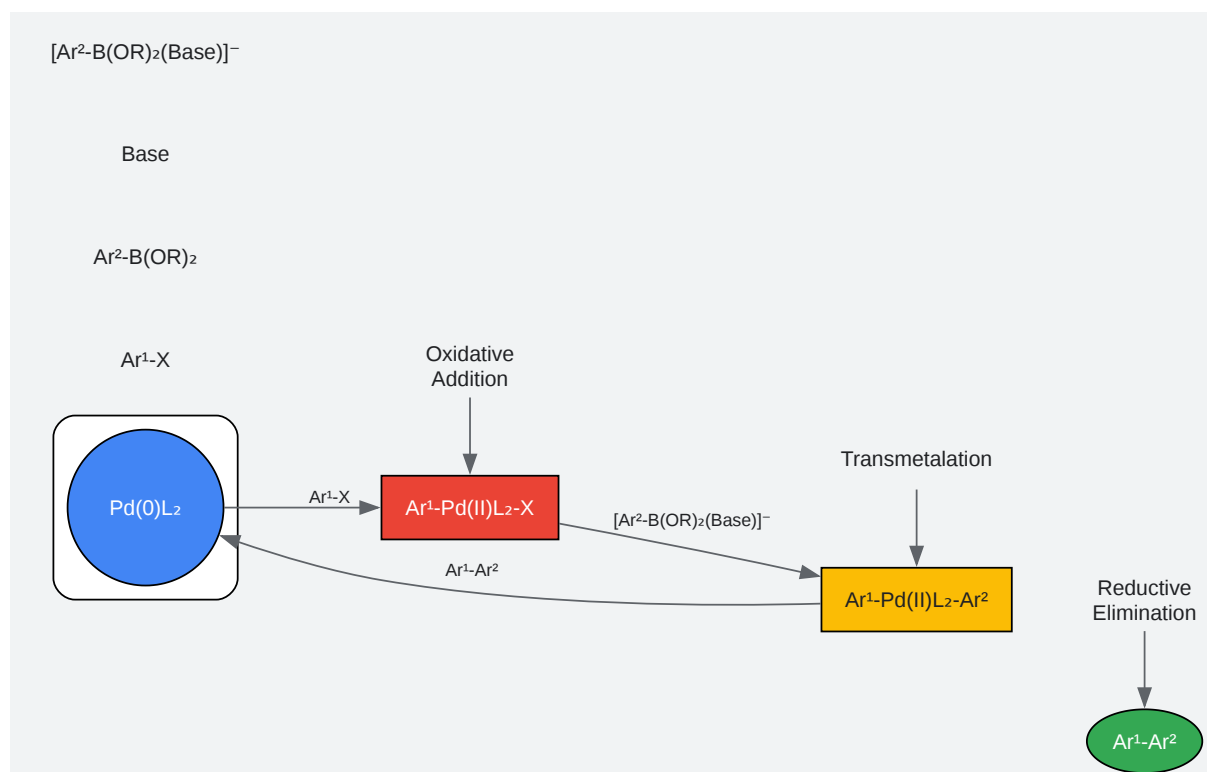 [Ar²-B(OR)₂(Base)]⁻
Base
Ar²-B(OR)₂
Ar¹-X
Oxidative
Addition
Transmetalation
Pd(0)L₂
Ar¹-X
Ar¹-Pd(II)L₂-X
[Ar²-B(OR)₂(Base)]⁻
Ar¹-Ar²
Ar¹-Pd(II)L₂-Ar²
Reductive
Elimination
Ar¹-Ar²